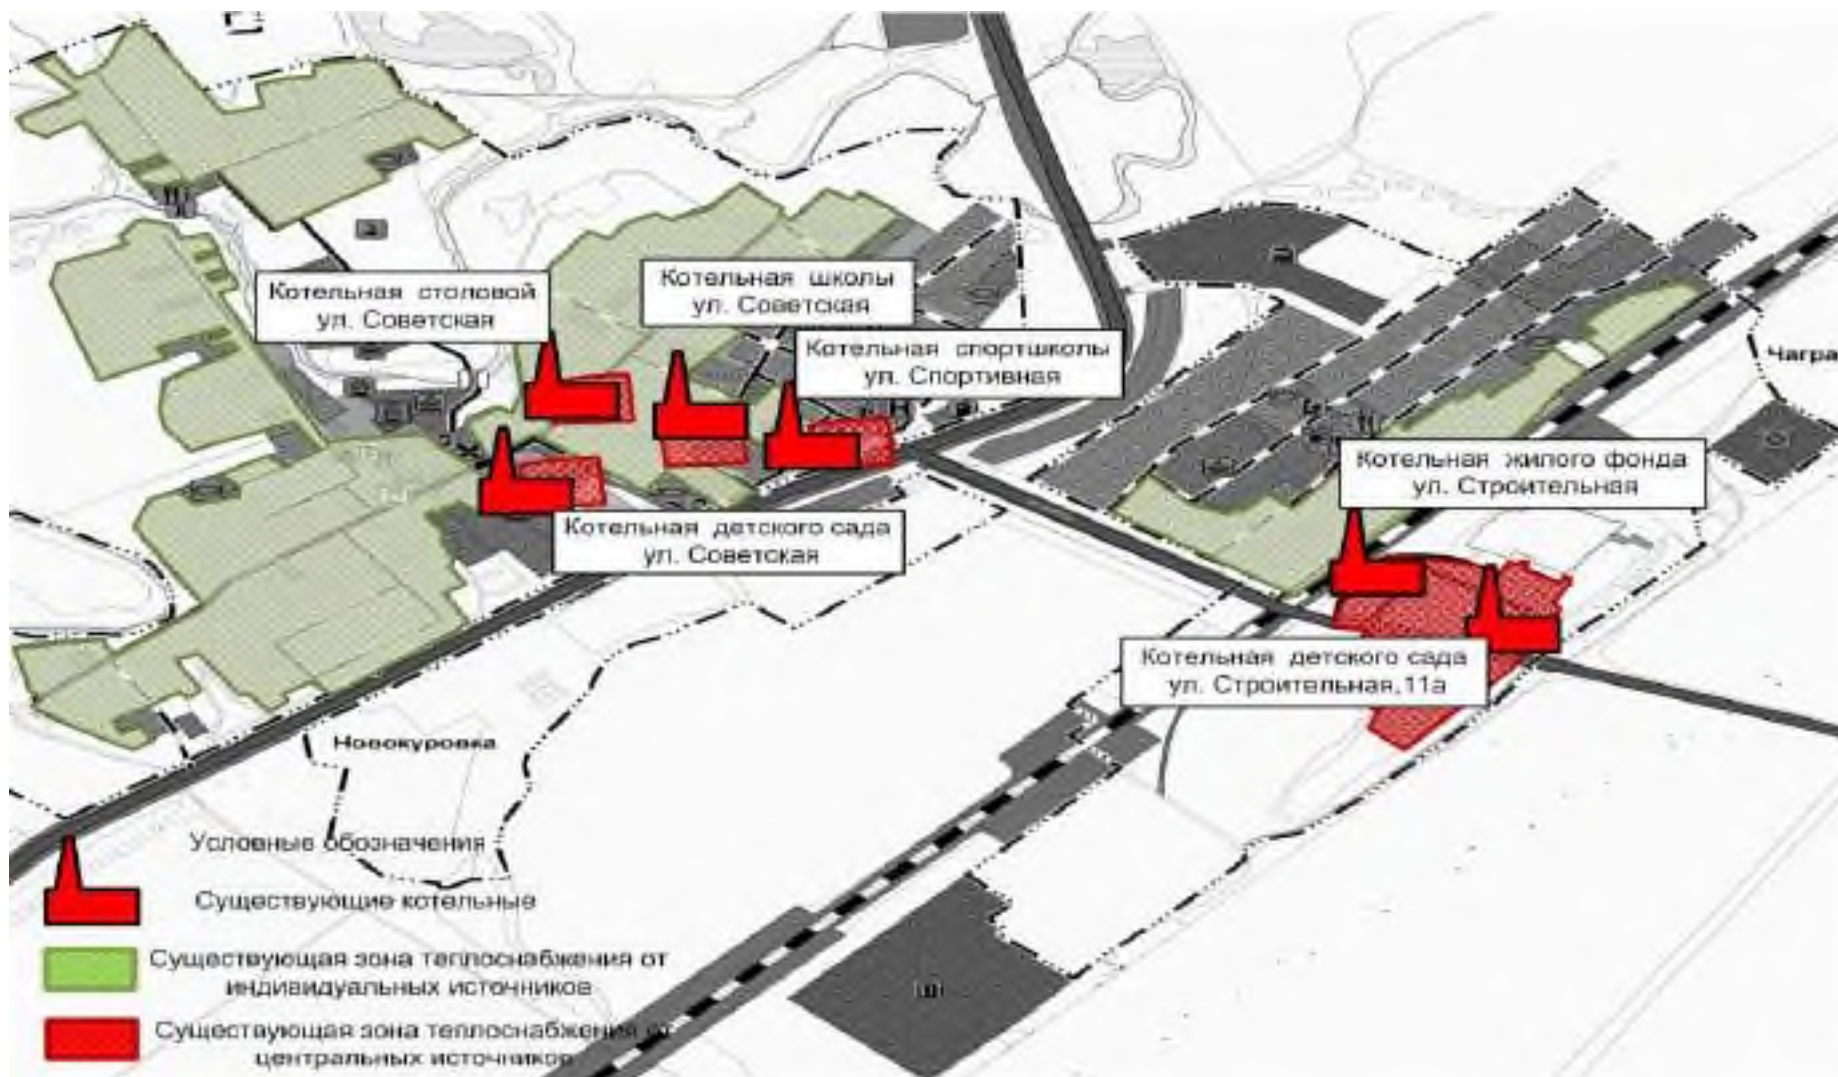 Котельная столовой
ул. Советская
Котельная школы
ул. Советская
Котельная спортшколы
ул. Спортивная
Чагра
Котельная жилого фонда
ул. Строительная
Котельная детского сада
ул. Советская
Котельная детского сада
ул. Строительная,11а
Новокуровка
Условные обозначения
Существующие котельные
Существующая зона теплоснабжения от
индивидуальных источников
Существующая зона теплоснабжения от
центральных источников